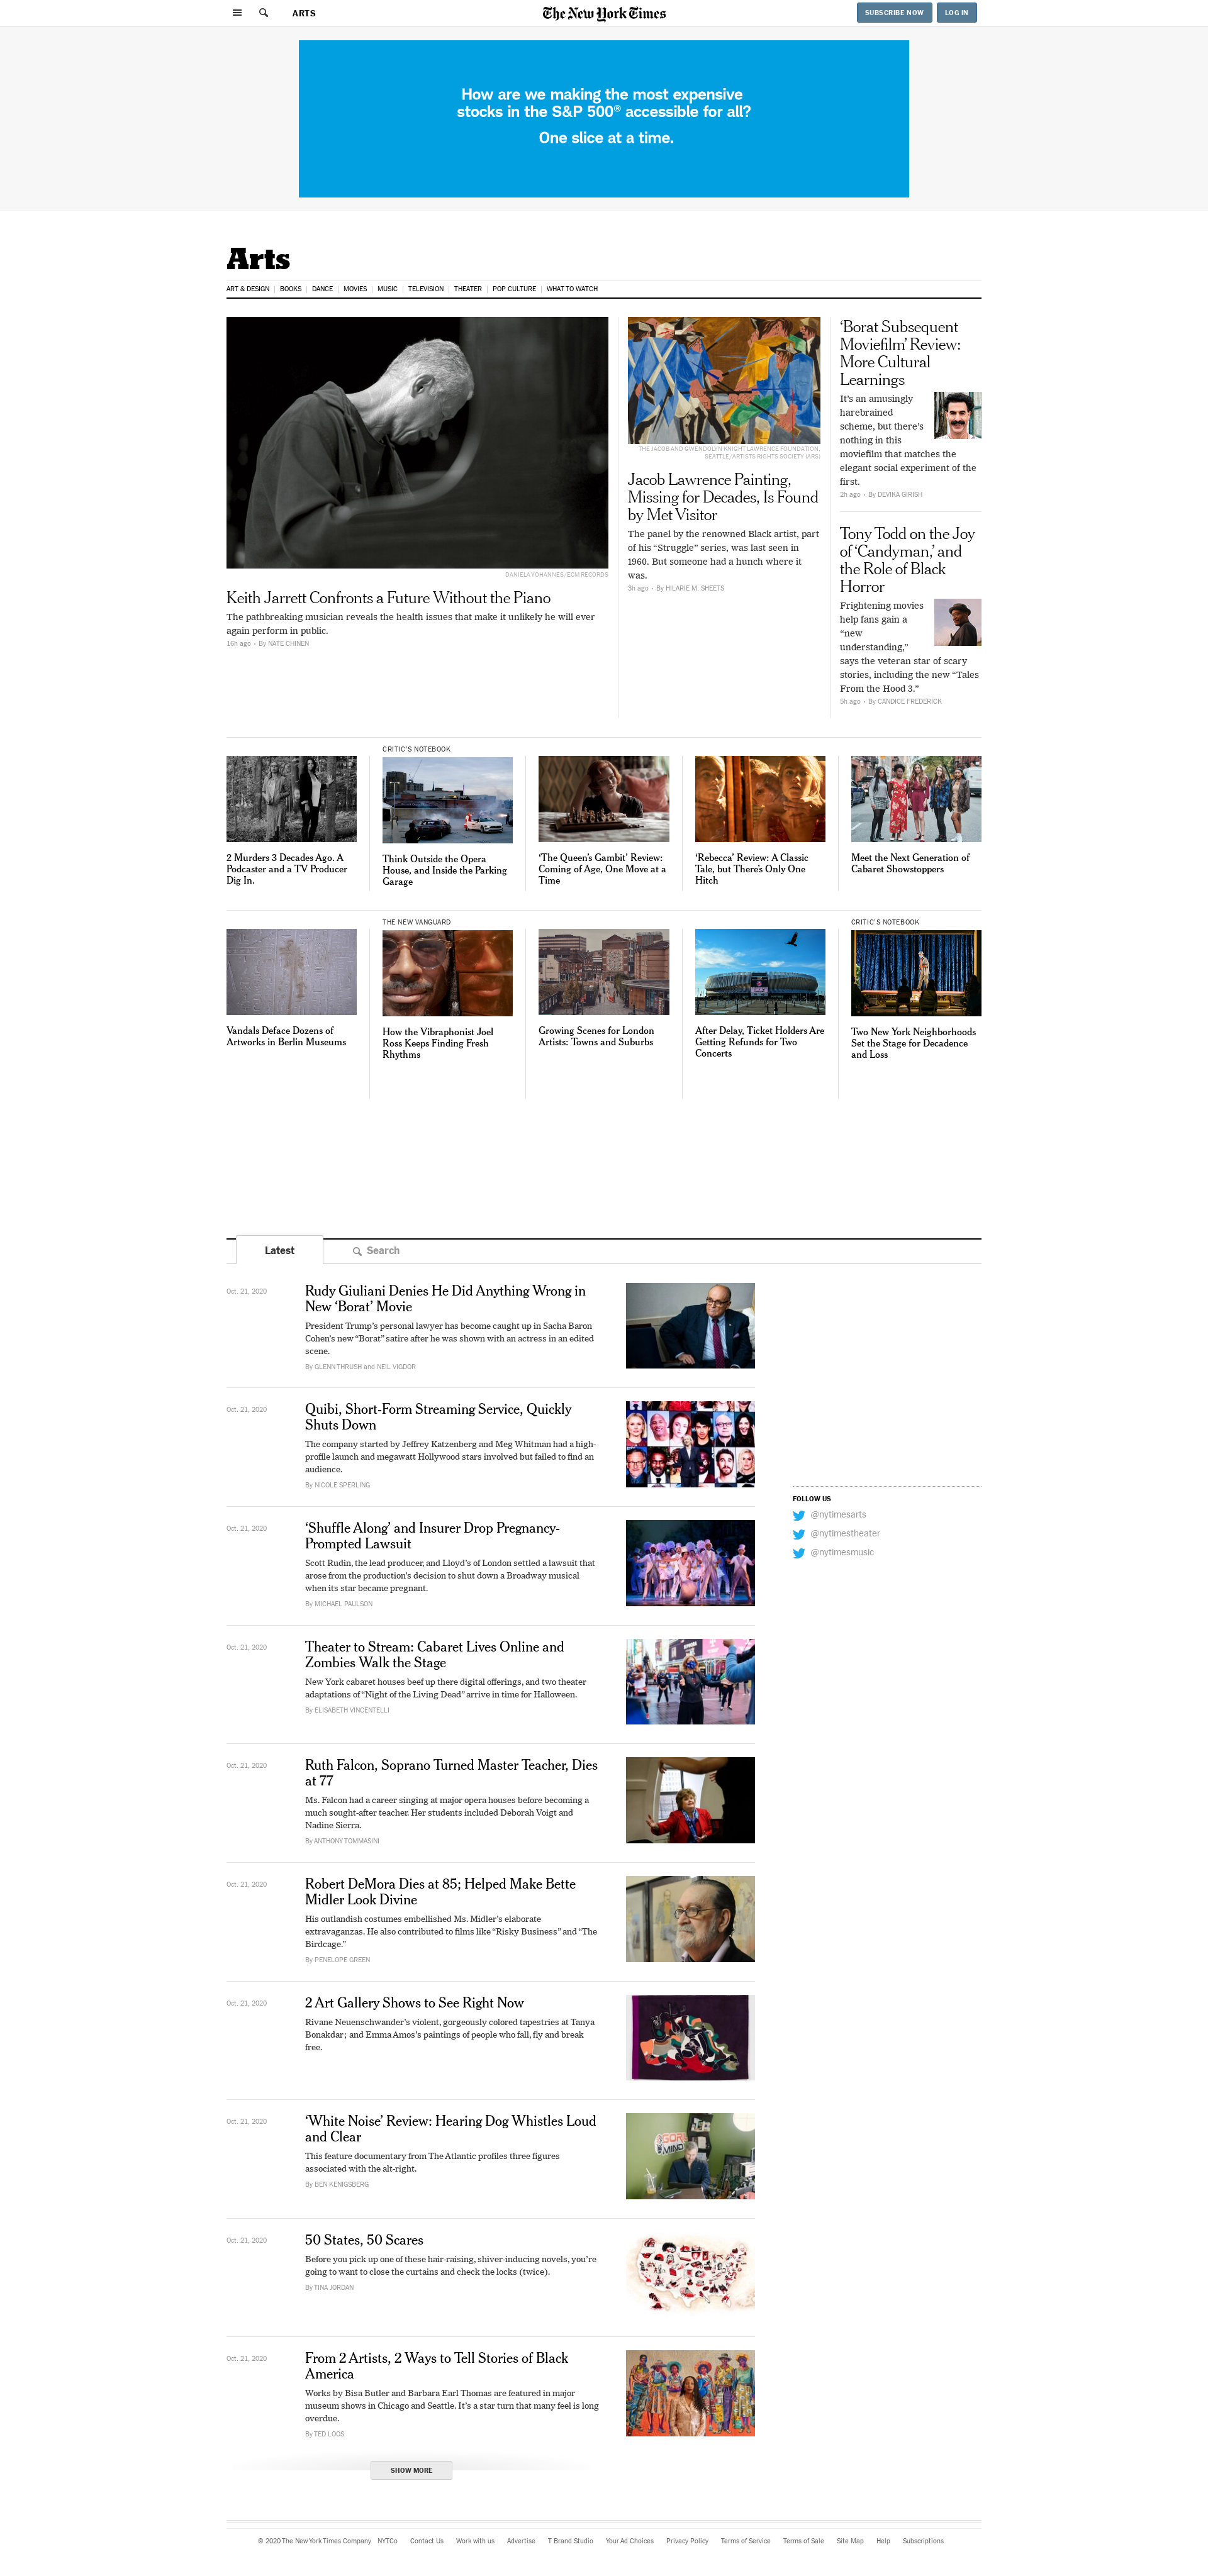 ARTS
The New York Times
SUBSCRIBE NOW
LOG IN
How are we making the most expensive
stocks in the S&P 500® accessible for all?
One slice at a time.
Arts
ART & DESIGN
BOOKS
DANCE
MOVIES
MUSIC
TELEVISION
THEATER
POP CULTURE
WHAT TO WATCH
DANIELA YOHANNES/ECM RECORDS
Keith Jarrett Confronts a Future Without the Piano
The pathbreaking musician reveals the health issues that make it unlikely he will ever
again perform in public.
16h ago • By NATE CHINEN
THE JACOB AND GWENDOLYN KNIGHT LAWRENCE FOUNDATION,
SEATTLE/ARTISTS RIGHTS SOCIETY (ARS)
Jacob Lawrence Painting,
Missing for Decades, Is Found
by Met Visitor
The panel by the renowned Black artist, part
of his “Struggle” series, was last seen in
1960. But someone had a hunch where it
was.
3h ago • By HILARIE M. SHEETS
‘Borat Subsequent
Moviefilm’ Review:
More Cultural
Learnings
It’s an amusingly
harebrained
scheme, but there’s
nothing in this
moviefilm that matches the
elegant social experiment of the
first.
2h ago • By DEVIKA GIRISH
Tony Todd on the Joy
of ‘Candyman,’ and
the Role of Black
Horror
Frightening movies
help fans gain a
“new
understanding,”
says the veteran star of scary
stories, including the new “Tales
From the Hood 3.”
5h ago • By CANDICE FREDERICK
2 Murders 3 Decades Ago. A
Podcaster and a TV Producer
Dig In.
CRITIC’S NOTEBOOK
Think Outside the Opera
House, and Inside the Parking
Garage
‘The Queen’s Gambit’ Review:
Coming of Age, One Move at a
Time
‘Rebecca’ Review: A Classic
Tale, but There’s Only One
Hitch
Meet the Next Generation of
Cabaret Showstoppers
Vandals Deface Dozens of
Artworks in Berlin Museums
THE NEW VANGUARD
How the Vibraphonist Joel
Ross Keeps Finding Fresh
Rhythms
Growing Scenes for London
Artists: Towns and Suburbs
After Delay, Ticket Holders Are
Getting Refunds for Two
Concerts
CRITIC’S NOTEBOOK
Two New York Neighborhoods
Set the Stage for Decadence
and Loss
Latest
Search
Oct. 21, 2020
Rudy Giuliani Denies He Did Anything Wrong in
New ‘Borat’ Movie
President Trump’s personal lawyer has become caught up in Sacha Baron
Cohen’s new “Borat” satire after he was shown with an actress in an edited
scene.
By GLENN THRUSH and NEIL VIGDOR
Oct. 21, 2020
Quibi, Short-Form Streaming Service, Quickly
Shuts Down
The company started by Jeffrey Katzenberg and Meg Whitman had a high-
profile launch and megawatt Hollywood stars involved but failed to find an
audience.
By NICOLE SPERLING
FOLLOW US
@nytimesarts
@nytimestheater
@nytimesmusic
Oct. 21, 2020
‘Shuffle Along’ and Insurer Drop Pregnancy-
Prompted Lawsuit
Scott Rudin, the lead producer, and Lloyd’s of London settled a lawsuit that
arose from the production’s decision to shut down a Broadway musical
when its star became pregnant.
By MICHAEL PAULSON
Oct. 21, 2020
Theater to Stream: Cabaret Lives Online and
Zombies Walk the Stage
New York cabaret houses beef up there digital offerings, and two theater
adaptations of “Night of the Living Dead” arrive in time for Halloween.
By ELISABETH VINCENTELLI
Oct. 21, 2020
Ruth Falcon, Soprano Turned Master Teacher, Dies
at 77
Ms. Falcon had a career singing at major opera houses before becoming a
much sought-after teacher. Her students included Deborah Voigt and
Nadine Sierra.
By ANTHONY TOMMASINI
Oct. 21, 2020
Robert DeMora Dies at 85; Helped Make Bette
Midler Look Divine
His outlandish costumes embellished Ms. Midler’s elaborate
extravaganzas. He also contributed to films like “Risky Business” and “The
Birdcage.”
By PENELOPE GREEN
Oct. 21, 2020
2 Art Gallery Shows to See Right Now
Rivane Neuenschwander’s violent, gorgeously colored tapestries at Tanya
Bonakdar; and Emma Amos’s paintings of people who fall, fly and break
free.
Oct. 21, 2020
‘White Noise’ Review: Hearing Dog Whistles Loud
and Clear
This feature documentary from The Atlantic profiles three figures
associated with the alt-right.
By BEN KENIGSBERG
Oct. 21, 2020
50 States, 50 Scares
Before you pick up one of these hair-raising, shiver-inducing novels, you’re
going to want to close the curtains and check the locks (twice).
By TINA JORDAN
Oct. 21, 2020
From 2 Artists, 2 Ways to Tell Stories of Black
America
Works by Bisa Butler and Barbara Earl Thomas are featured in major
museum shows in Chicago and Seattle. It’s a star turn that many feel is long
overdue.
By TED LOOS
SHOW MORE
© 2020 The New York Times Company
NYTCo
Contact Us
Work with us
Advertise
T Brand Studio
Your Ad Choices
Privacy Policy
Terms of Service
Terms of Sale
Site Map
Help
Subscriptions